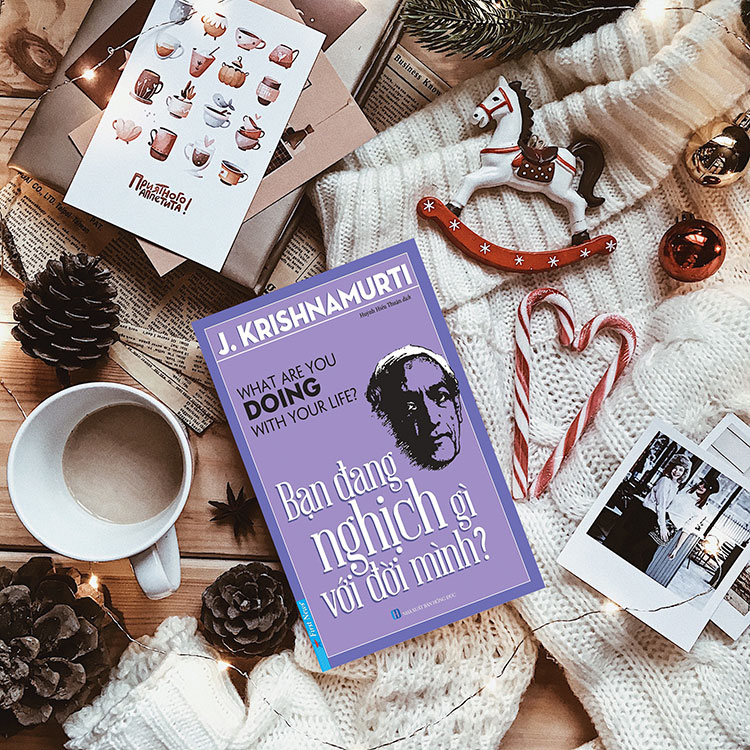 Business Know
ПРИЯТНОГО
АППЕТИТА!
J. KRISHNAMURTI
Huỳnh Hiếu Thuận dịch
WHAT ARE YOU
DOING
WITH YOUR LIFE?
Bạn đang
nghịch gì
với đời mình?
First News
NHÀ XUẤT BẢN HỒNG ĐỨC